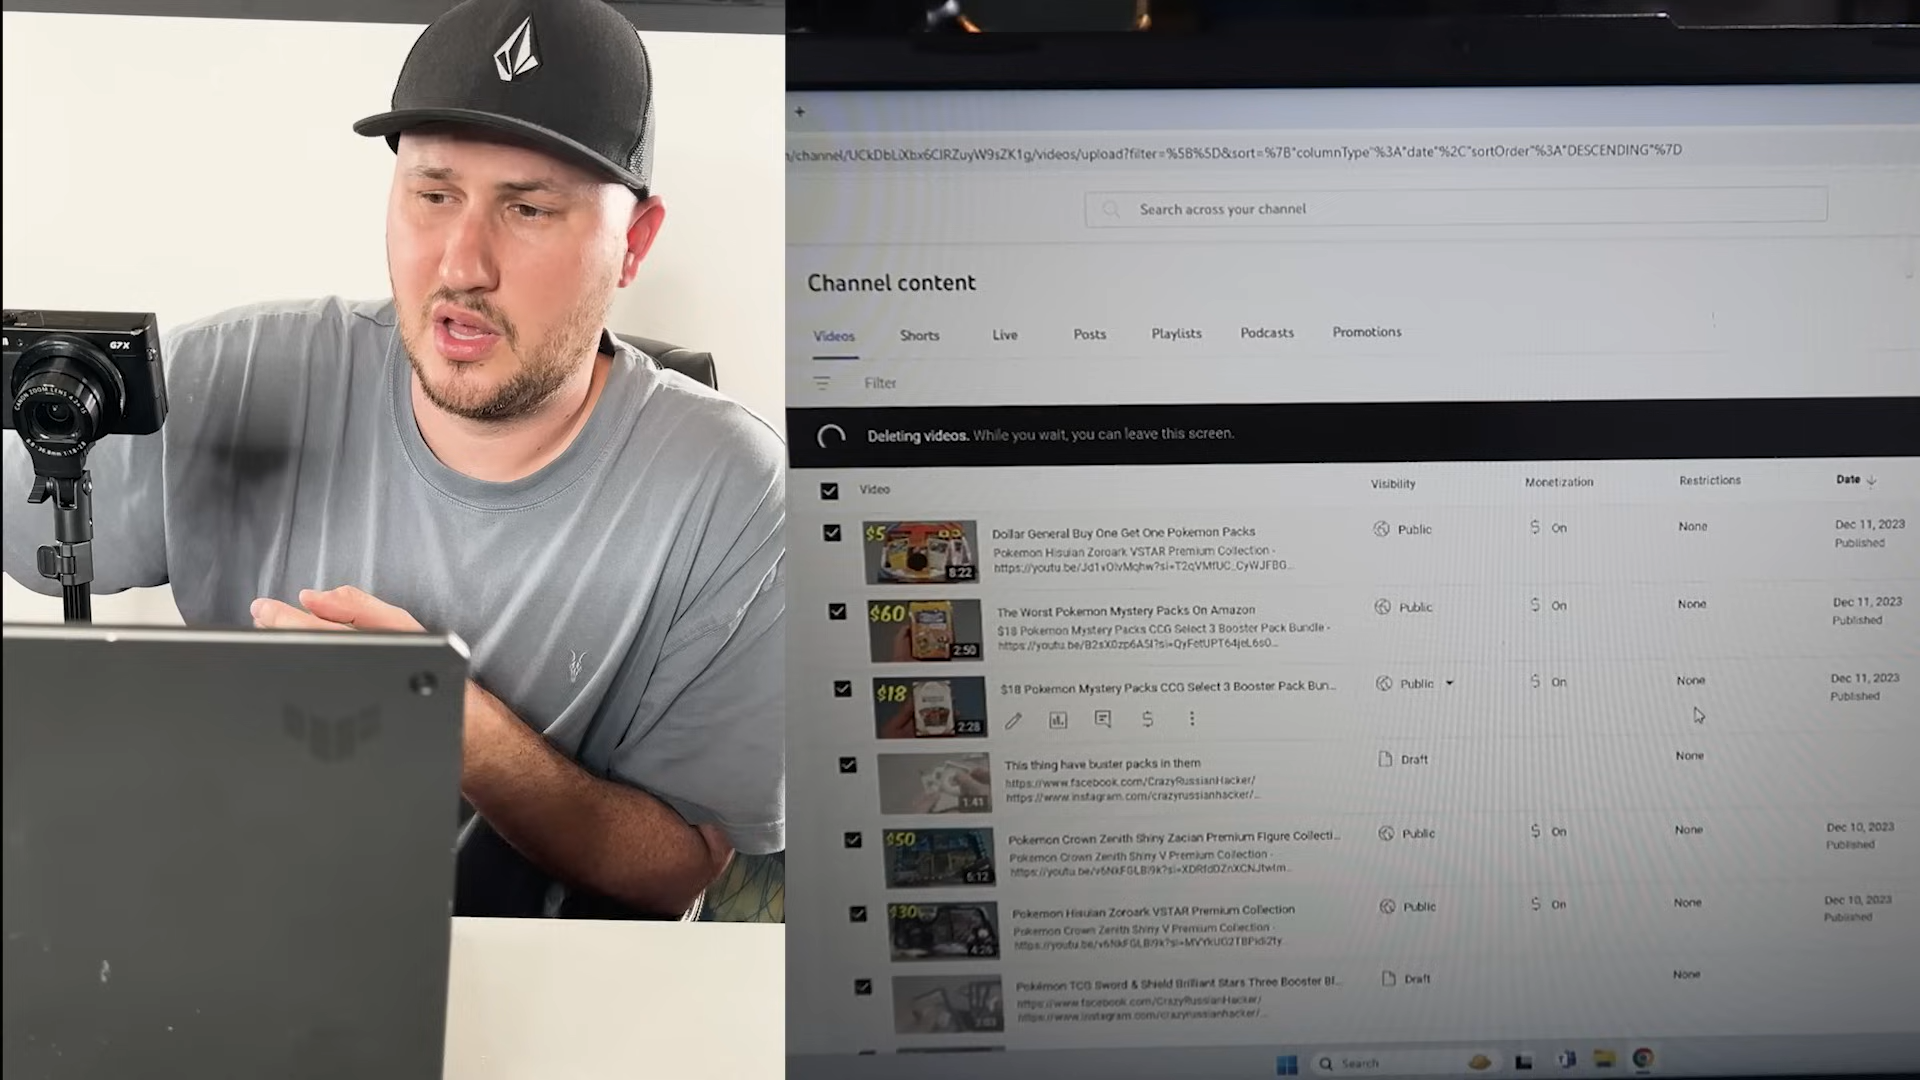 G7X
CANON ZOOM LENS 4.2x IS
+
/channel/UCkDbLiXbx6ClRZuyW9sZK1g/videos/upload?filter=%5B%5D&sort=%7B"columnType"%3A"date"%2C"sortOrder"%3A"DESCENDING"%7D
Search across your channel
Channel content
Videos Shorts Live Posts Playlists Podcasts Promotions
Filter
Deleting videos. While you wait, you can leave this screen.
Video Visibility Monetization Restrictions Date
$5 8:22 Dollar General Buy One Get One Pokemon Packs Public $ On None Dec 11, 2023
Pokemon Hisuian Zoroark VSTAR Premium Collection - Published
$60 2:50 The Worst Pokemon Mystery Packs On Amazon Public $ On None Dec 11, 2023
$18 Pokemon Mystery Packs CCG Select 3 Booster Pack Bundle - Published
$18 2:28 $18 Pokemon Mystery Packs CCG Select 3 Booster Pack Bun... Public $ On None Dec 11, 2023
Published
1:41 This thing have buster packs in them Draft None
https://www.facebook.com/CrazyRussianHacker/
https://www.instagram.com/crazyrussianhacker/...
$50 6:12 Pokemon Crown Zenith Shiny Zacian Premium Figure Collecti... Public $ On None Dec 10, 2023
Pokemon Crown Zenith Shiny V Premium Collection - Published
$30 4:26 Pokemon Hisuian Zoroark VSTAR Premium Collection Public $ On None Dec 10, 2023
Pokemon Crown Zenith Shiny V Premium Collection - Published
Pokémon TCG Sword & Shield Brilliant Stars Three Booster Bl... Draft None
https://www.facebook.com/CrazyRussianHacker/
https://www.instagram.com/crazyrussianhacker/...
Search